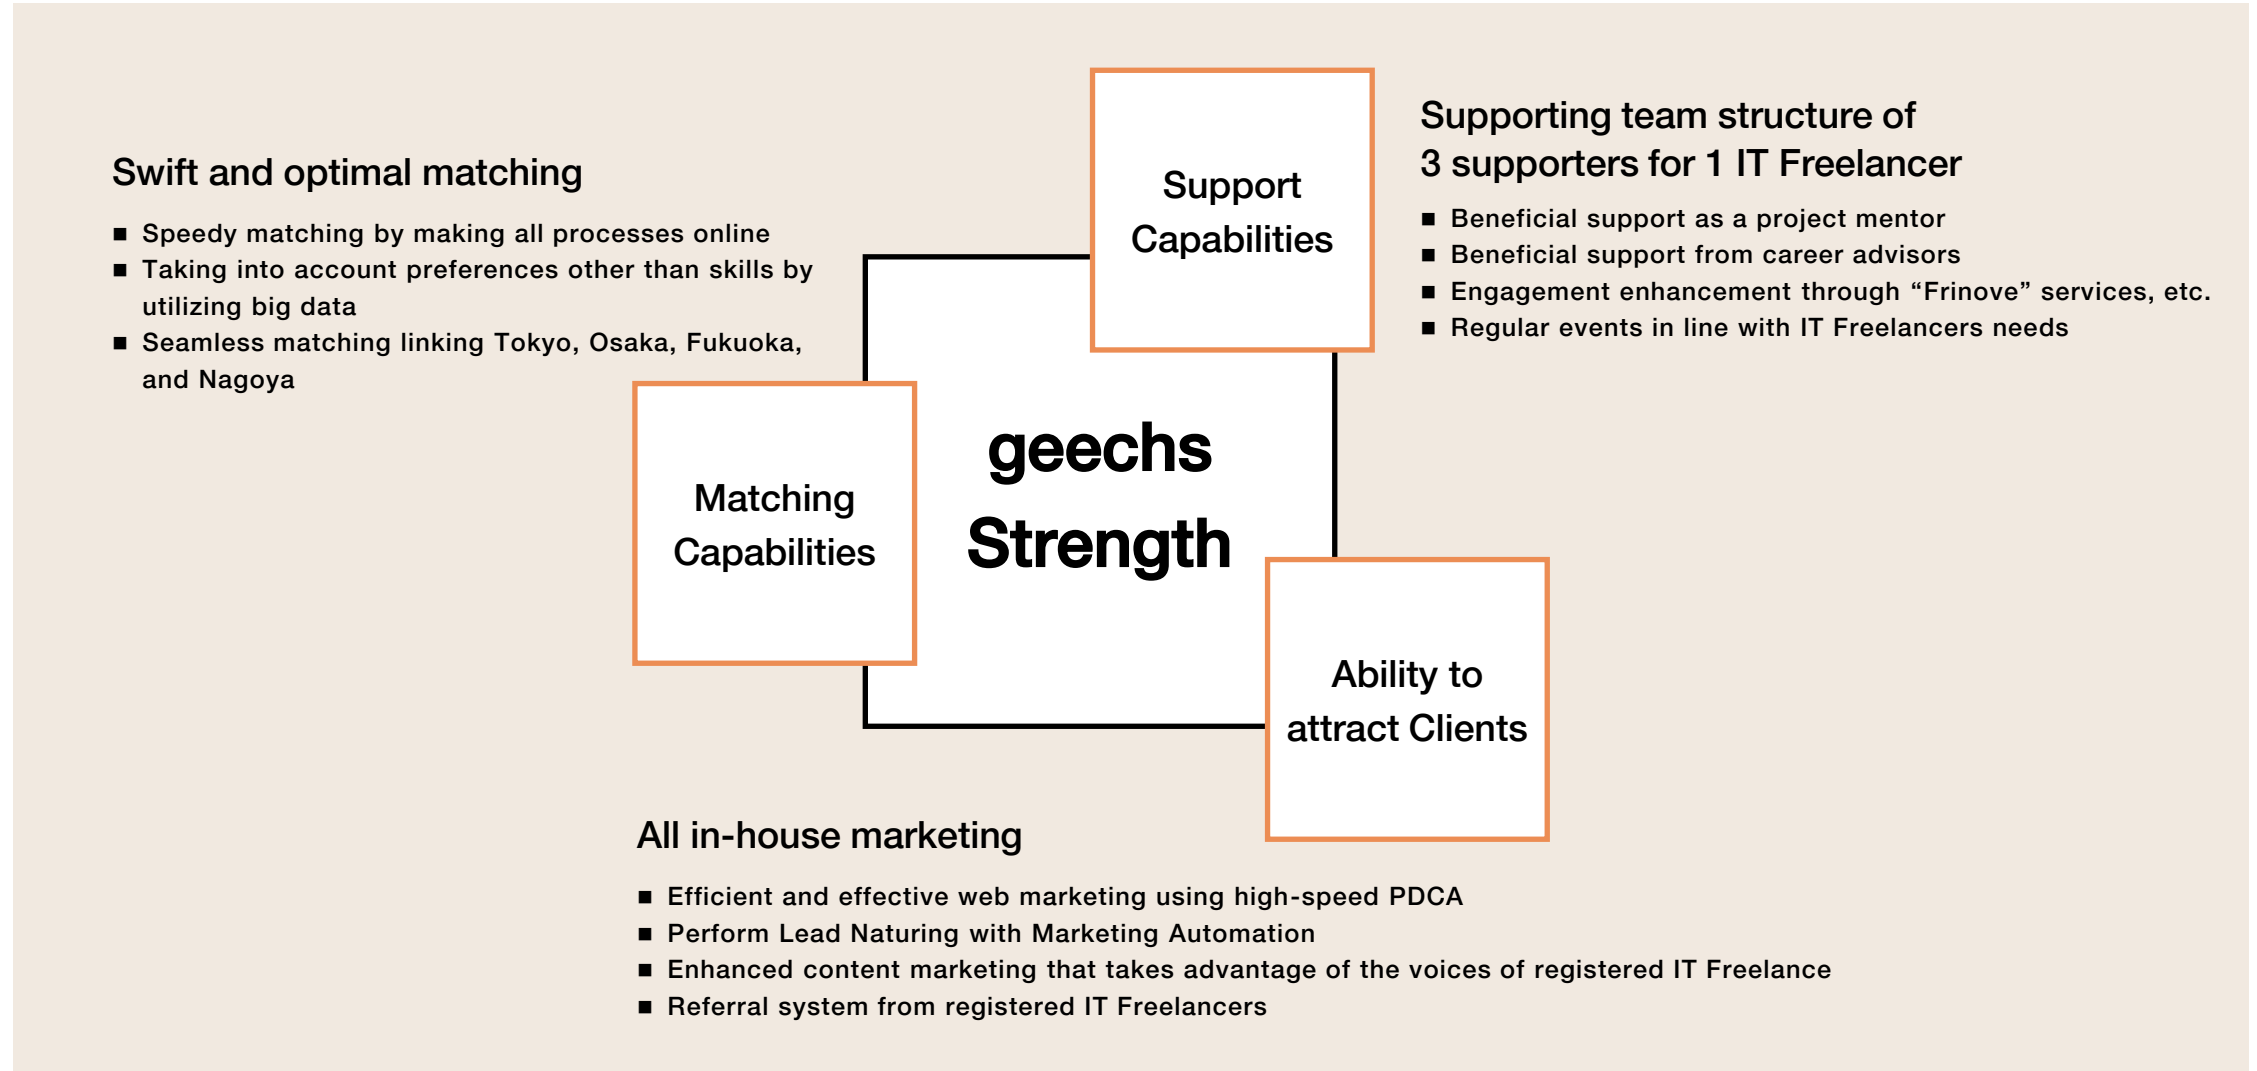 Swift and optimal matching
■ Speedy matching by making all processes online
■ Taking into account preferences other than skills by
utilizing big data
■ Seamless matching linking Tokyo, Osaka, Fukuoka,
and Nagoya
Support
Capabilities
Supporting team structure of
3 supporters for 1 IT Freelancer
■ Beneficial support as a project mentor
■ Beneficial support from career advisors
■ Engagement enhancement through “Frinove” services, etc.
■ Regular events in line with IT Freelancers needs
Matching
Capabilities
geechs
Strength
Ability to
attract Clients
All in-house marketing
■ Efficient and effective web marketing using high-speed PDCA
■ Perform Lead Naturing with Marketing Automation
■ Enhanced content marketing that takes advantage of the voices of registered IT Freelance
■ Referral system from registered IT Freelancers